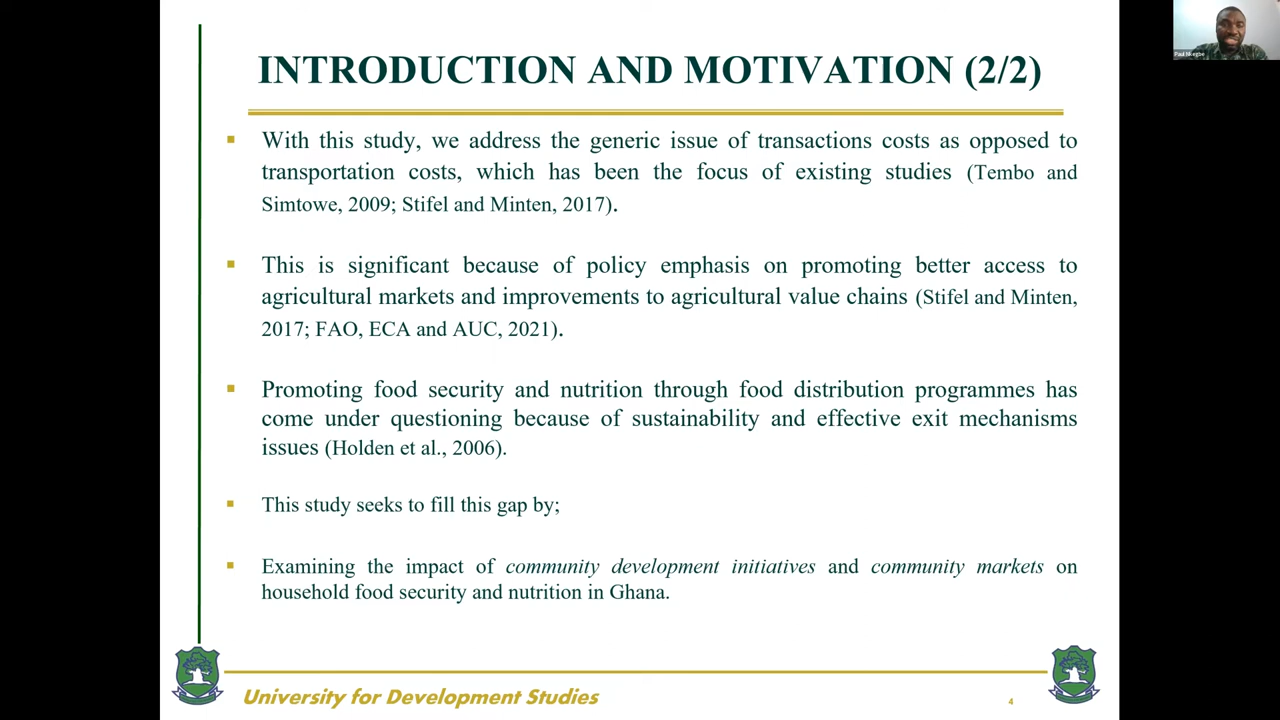 INTRODUCTION AND MOTIVATION (2/2)
With this study, we address the generic issue of transactions costs as opposed to
transportation costs, which has been the focus of existing studies (Tembo and
Simtowe, 2009; Stifel and Minten, 2017).
This is significant because of policy emphasis on promoting better access to
agricultural markets and improvements to agricultural value chains (Stifel and Minten,
2017; FAO, ECA and AUC, 2021).
Promoting food security and nutrition through food distribution programmes has
come under questioning because of sustainability and effective exit mechanisms
issues (Holden et al., 2006).
This study seeks to fill this gap by;
Examining the impact of community development initiatives and community markets on
household food security and nutrition in Ghana.
University for Development Studies
4